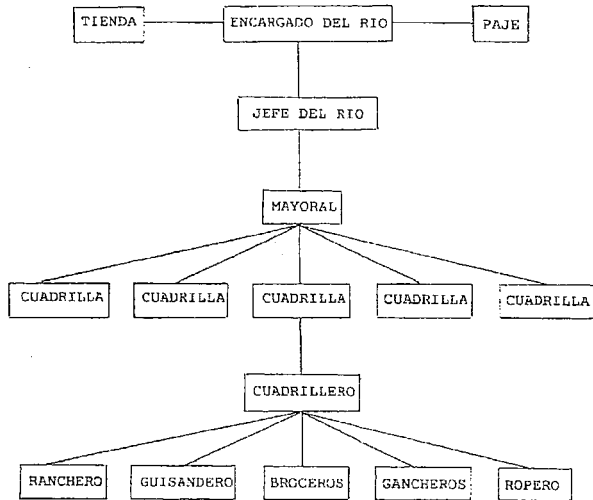 TIENDA
ENCARGADO DEL RIO
PAJE
JEFE DEL RIO
MAYORAL
CUADRILLA
CUADRILLA
CUADRILLA
CUADRILLA
CUADRILLA
CUADRILLERO
RANCHERO
GUISANDERO
BROCEROS
GANCHEROS
ROPERO